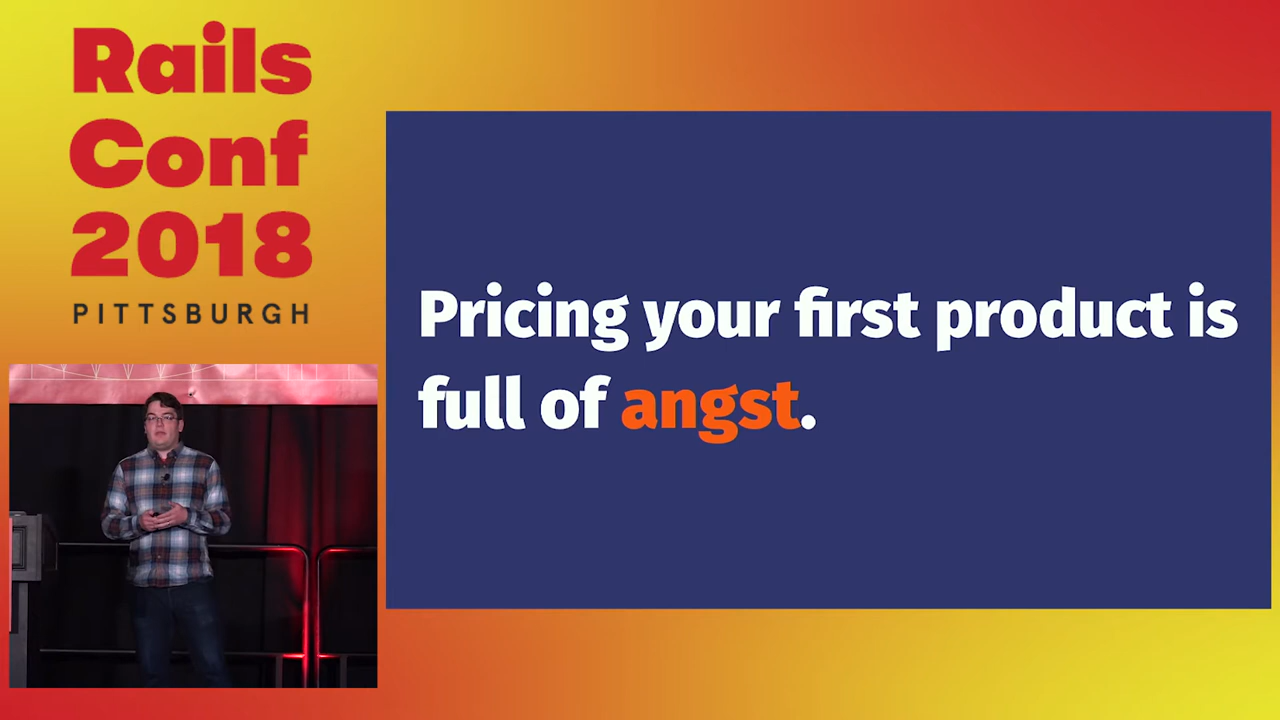 Rails
Conf
2018
PITTSBURGH
Pricing your first product is
full of angst.